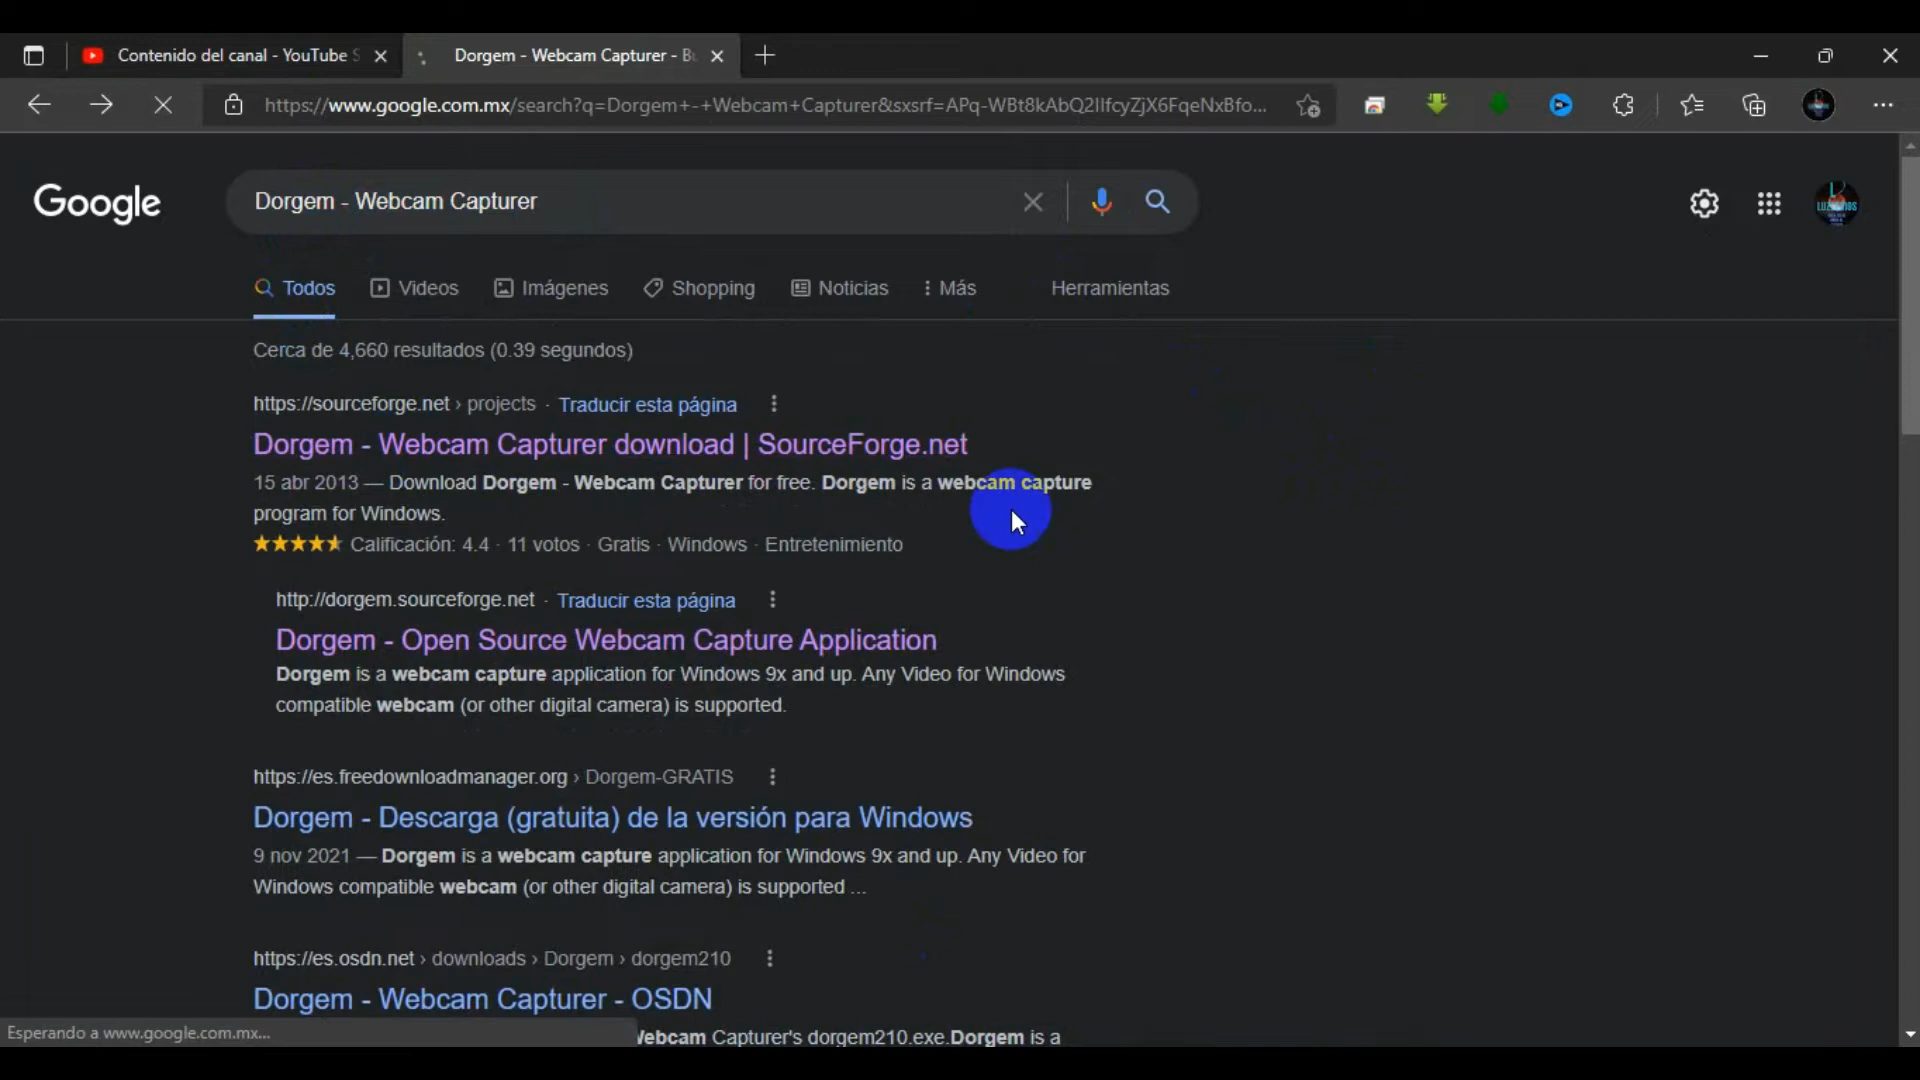 Contenido del canal - YouTube S
Dorgem - Webcam Capturer - Bu
https://www.google.com.mx/search?q=Dorgem+-+Webcam+Capturer&sxsrf=APq-WBt8kAbQ2IIfcyZjX6FqeNxBfo...
Google
Dorgem - Webcam Capturer
Todos Videos Imágenes Shopping Noticias Más Herramientas
Cerca de 4,660 resultados (0.39 segundos)
https://sourceforge.net › projects · Traducir esta página
Dorgem - Webcam Capturer download | SourceForge.net
15 abr 2013 — Download Dorgem - Webcam Capturer for free. Dorgem is a webcam capture
program for Windows.
Calificación: 4.4 · 11 votos · Gratis · Windows · Entretenimiento
http://dorgem.sourceforge.net · Traducir esta página
Dorgem - Open Source Webcam Capture Application
Dorgem is a webcam capture application for Windows 9x and up. Any Video for Windows
compatible webcam (or other digital camera) is supported.
https://es.freedownloadmanager.org › Dorgem-GRATIS
Dorgem - Descarga (gratuita) de la versión para Windows
9 nov 2021 — Dorgem is a webcam capture application for Windows 9x and up. Any Video for
Windows compatible webcam (or other digital camera) is supported ...
https://es.osdn.net › downloads › Dorgem › dorgem210
Dorgem - Webcam Capturer - OSDN
Esperando a www.google.com.mx...
Webcam Capturer's dorgem210.exe.Dorgem is a